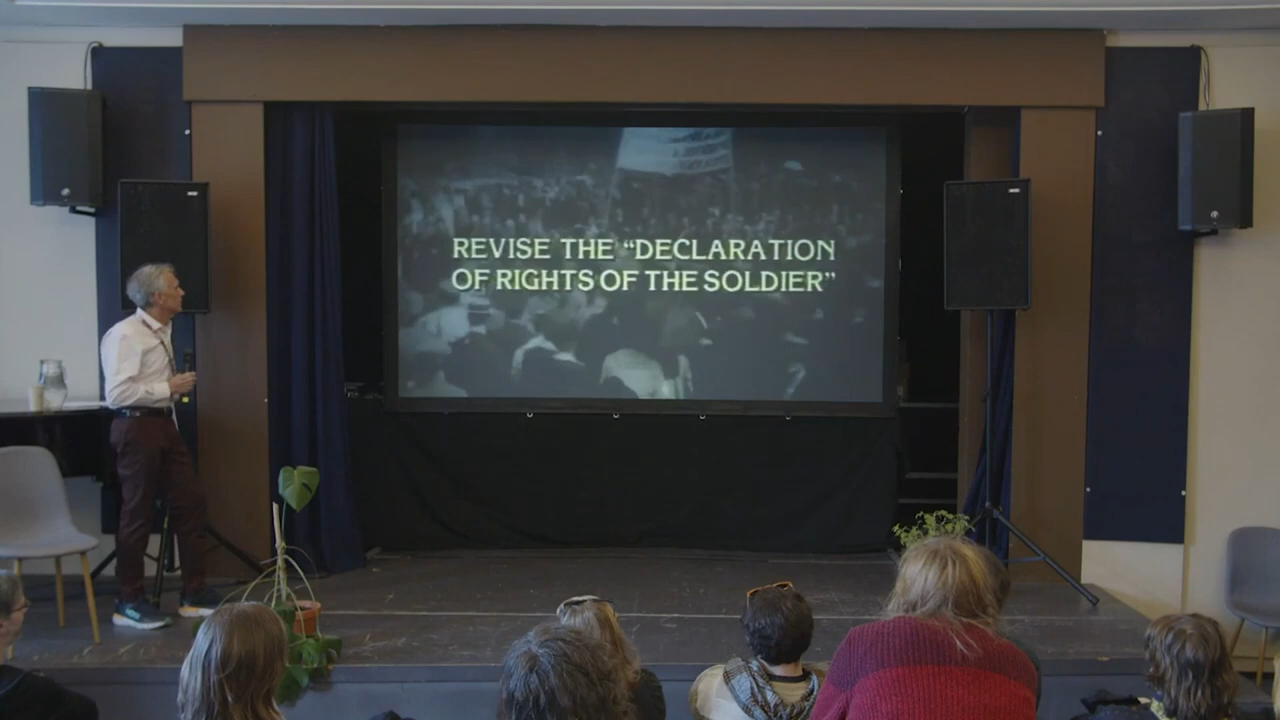 REVISE THE “DECLARATION
OF RIGHTS OF THE SOLDIER”